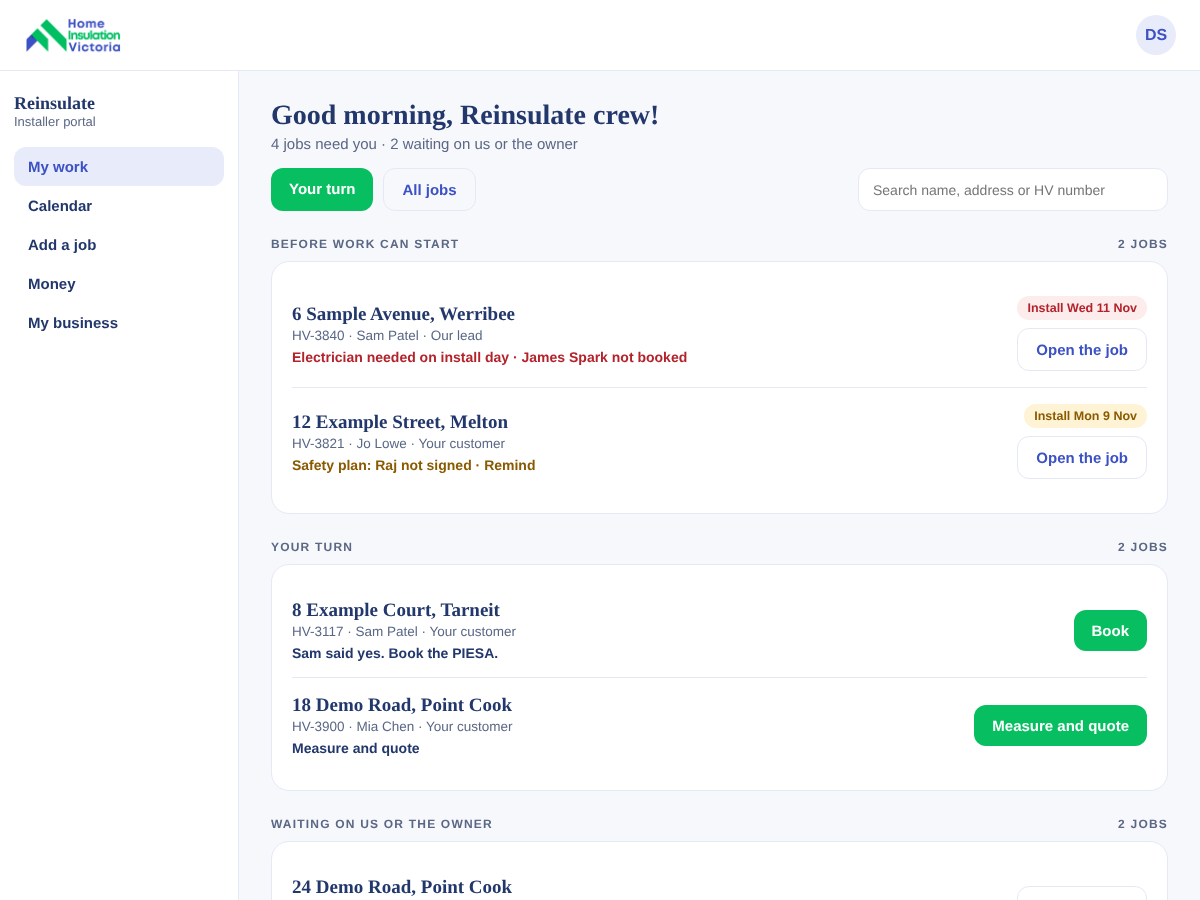 Home
Insulation
Victoria
DS
Reinsulate
Installer portal
My work
Calendar
Add a job
Money
My business
Good morning, Reinsulate crew!
4 jobs need you · 2 waiting on us or the owner
Your turn
All jobs
Search name, address or HV number
BEFORE WORK CAN START
2 JOBS
6 Sample Avenue, Werribee
HV-3840 · Sam Patel · Our lead
Electrician needed on install day · James Spark not booked
Install Wed 11 Nov
Open the job
12 Example Street, Melton
HV-3821 · Jo Lowe · Your customer
Safety plan: Raj not signed · Remind
Install Mon 9 Nov
Open the job
YOUR TURN
2 JOBS
8 Example Court, Tarneit
HV-3117 · Sam Patel · Your customer
Sam said yes. Book the PIESA.
Book
18 Demo Road, Point Cook
HV-3900 · Mia Chen · Your customer
Measure and quote
Measure and quote
WAITING ON US OR THE OWNER
2 JOBS
24 Demo Road, Point Cook